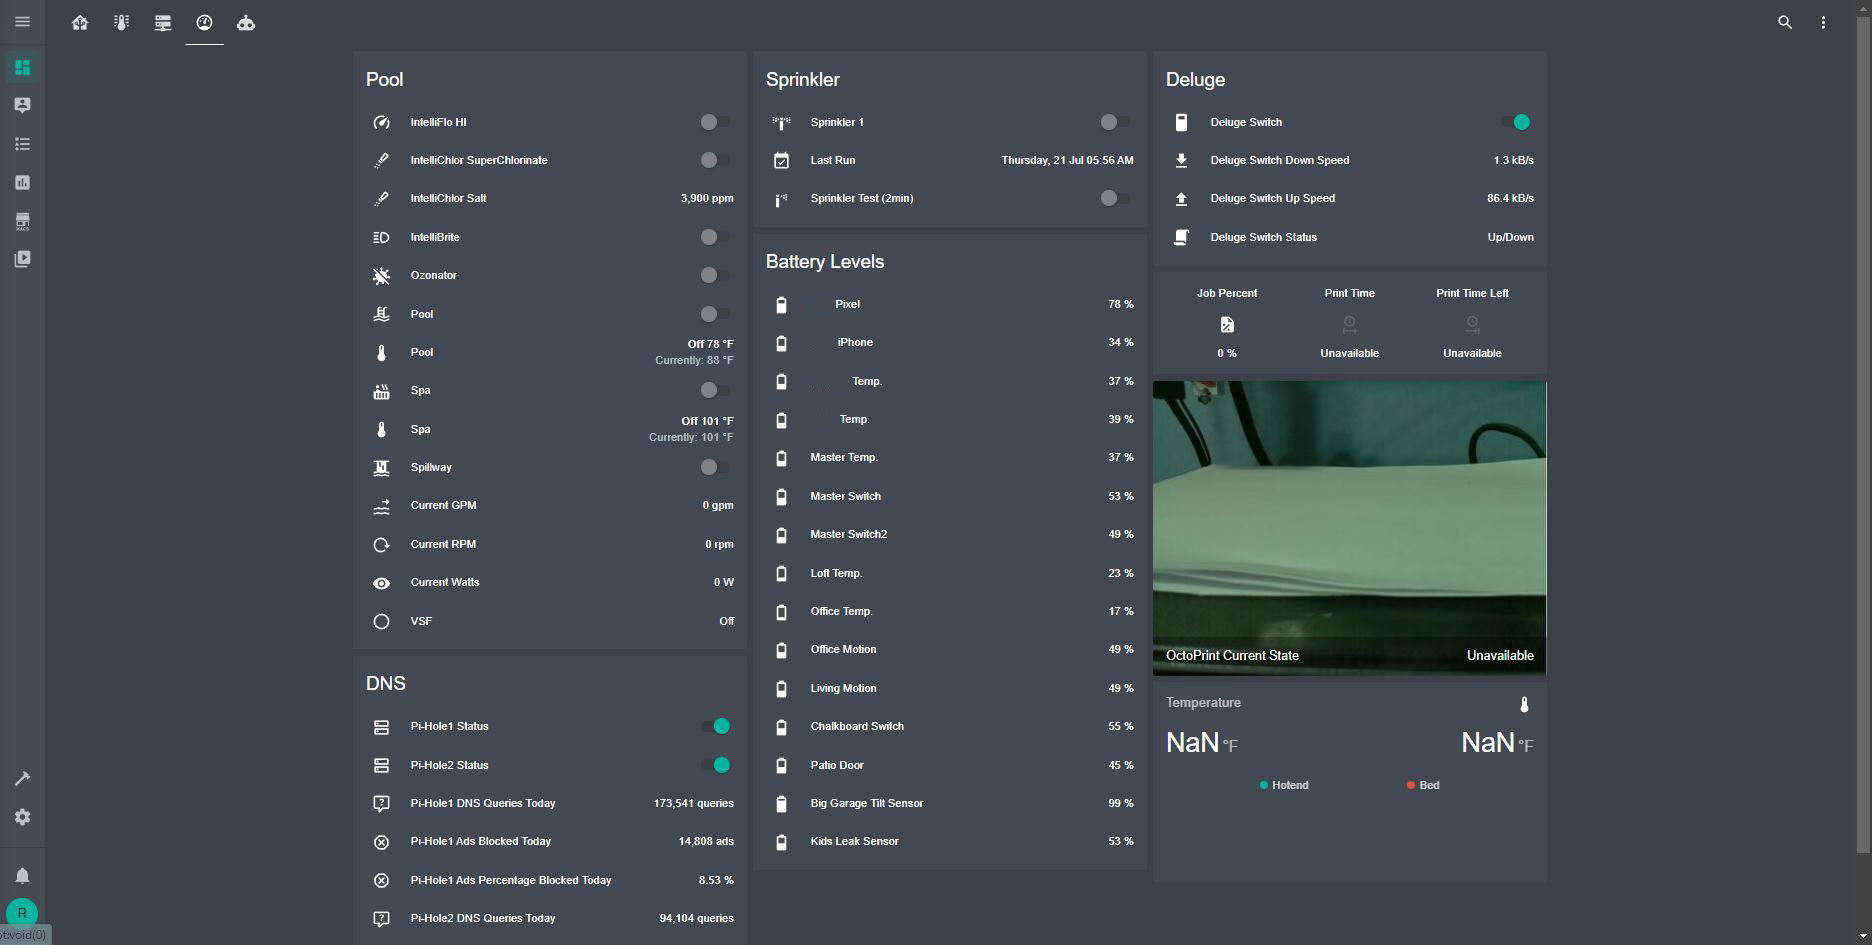 HACS
R
ot:void(0)
Pool
IntelliFlo HI
IntelliChlor SuperChlorinate
IntelliChlor Salt 3,900 ppm
IntelliBrite
Ozonator
Pool
Pool Off 78 °F
Currently: 88 °F
Spa
Spa Off 101 °F
Currently: 101 °F
Spillway
Current GPM 0 gpm
Current RPM 0 rpm
Current Watts 0 W
VSF Off
DNS
Pi-Hole1 Status
Pi-Hole2 Status
Pi-Hole1 DNS Queries Today 173,541 queries
Pi-Hole1 Ads Blocked Today 14,808 ads
Pi-Hole1 Ads Percentage Blocked Today 8.53 %
Pi-Hole2 DNS Queries Today 94,104 queries
Sprinkler
Sprinkler 1
Last Run Thursday, 21 Jul 05:56 AM
Sprinkler Test (2min)
Battery Levels
Pixel 78 %
iPhone 34 %
Temp. 37 %
Temp. 39 %
Master Temp. 37 %
Master Switch 53 %
Master Switch2 49 %
Loft Temp. 23 %
Office Temp. 17 %
Office Motion 49 %
Living Motion 49 %
Chalkboard Switch 55 %
Patio Door 45 %
Big Garage Tilt Sensor 99 %
Kids Leak Sensor 53 %
Deluge
Deluge Switch
Deluge Switch Down Speed 1.3 kB/s
Deluge Switch Up Speed 86.4 kB/s
Deluge Switch Status Up/Down
Job Percent Print Time Print Time Left
0 % Unavailable Unavailable
OctoPrint Current State Unavailable
Temperature
NaN °F NaN °F
Hotend Bed